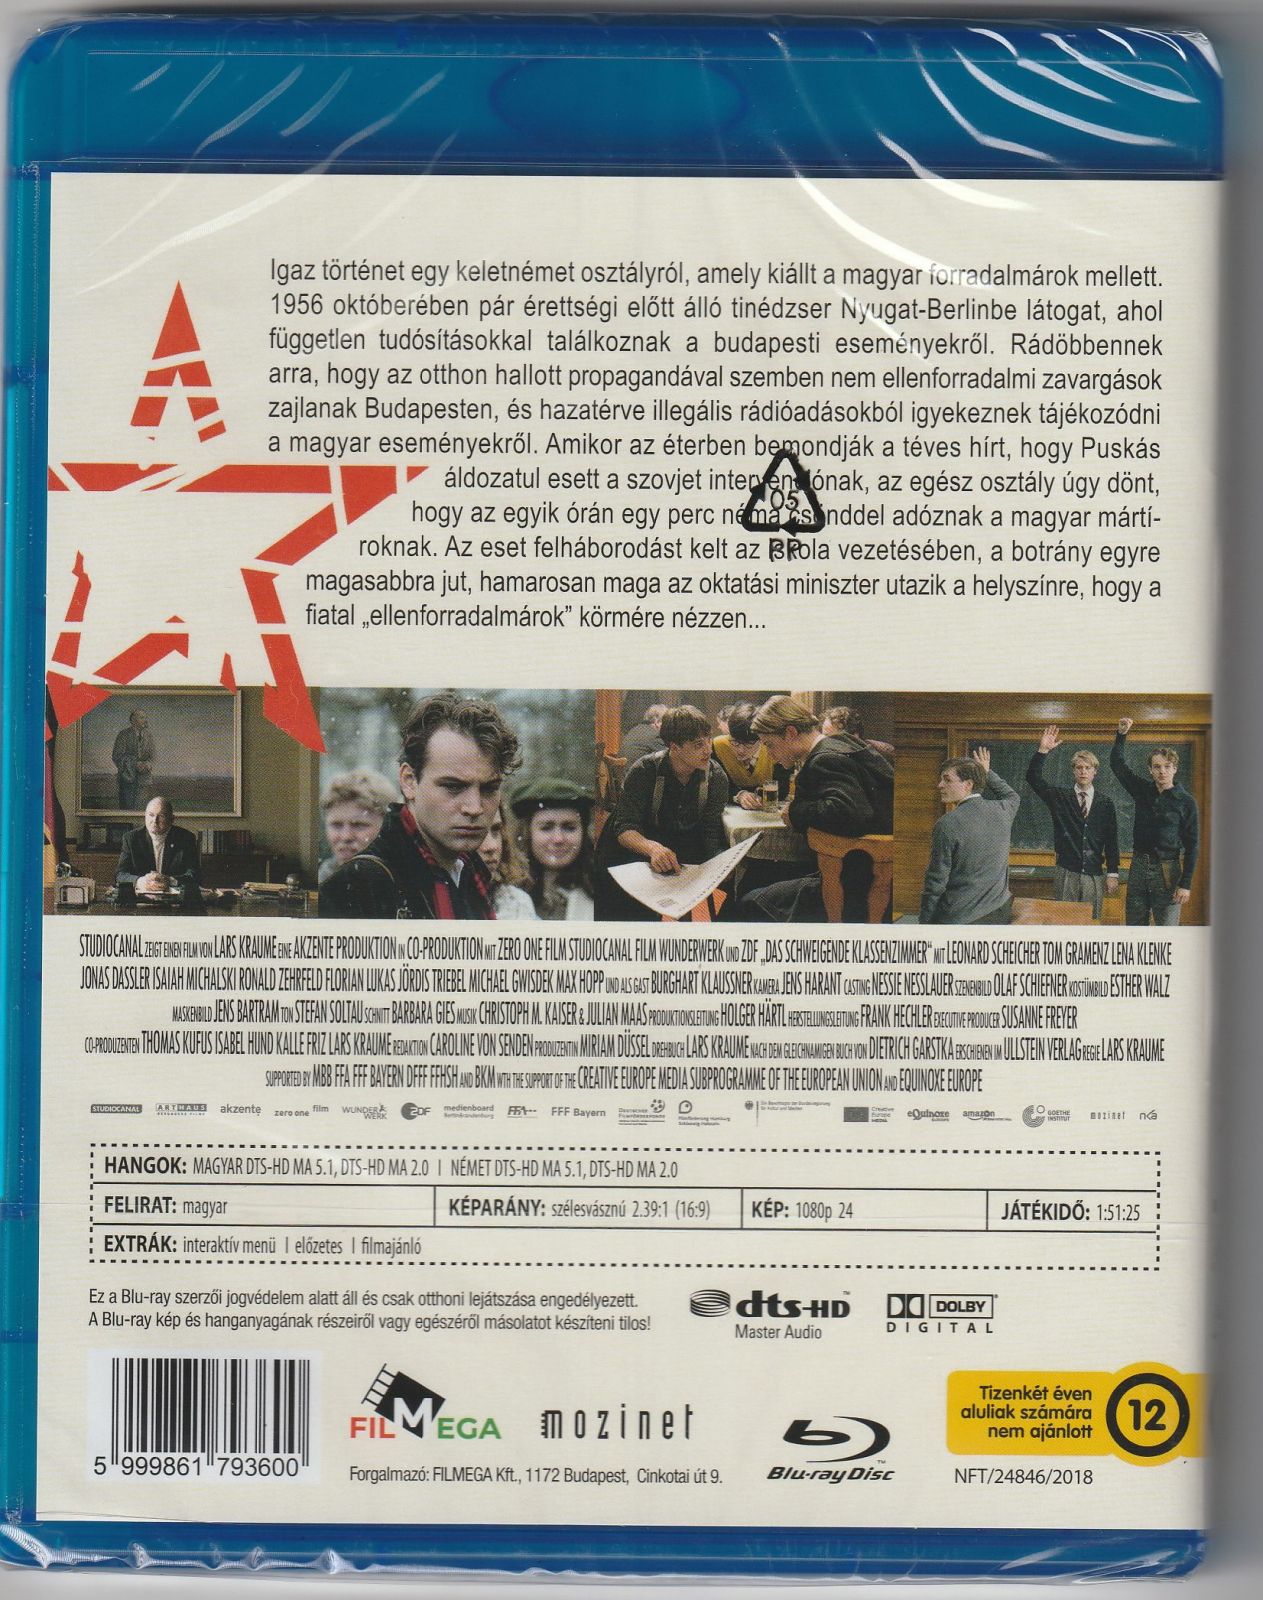 Igaz történet egy keletnémet osztályról, amely kiállt a magyar forradalmárok mellett.
1956 októberében pár érettségi előtt álló tinédzser Nyugat-Berlinbe látogat, ahol
független tudósításokkal találkoznak a budapesti eseményekről. Rádöbbennek
arra, hogy az otthon hallott propagandával szemben nem ellenforradalmi zavargások
zajlanak Budapesten, és hazatérve illegális rádióadásokból igyekeznek tájékozódni
a magyar eseményekről. Amikor az éterben bemondják a téves hírt, hogy Puskás
áldozatul esett a szovjet intervenciónak, az egész osztály úgy dönt,
hogy az egyik órán egy perc néma csönddel adóznak a magyar mártí-
roknak. Az eset felháborodást kelt az iskola vezetésében, a botrány egyre
magasabbra jut, hamarosan maga az oktatási miniszter utazik a helyszínre, hogy a
fiatal „ellenforradalmárok” körmére nézzen...
05
PP
STUDIOCANAL ZEIGT EINEN FILM VON LARS KRAUME EINE AKZENTE PRODUKTION IN CO-PRODUKTION MIT ZERO ONE FILM STUDIOCANAL FILM WUNDERWERK UND ZDF „DAS SCHWEIGENDE KLASSENZIMMER“ MIT LEONARD SCHEICHER TOM GRAMENZ LENA KLENKE
JONAS DASSLER ISAIAH MICHALSKI RONALD ZEHRFELD FLORIAN LUKAS JÖRDIS TRIEBEL MICHAEL GWISDEK MAX HOPP UND ALS GAST BURGHART KLAUSSNER KAMERA JENS HARANT CASTING NESSIE NESSLAUER SZENENBILD OLAF SCHIEFNER KOSTÜMBILD ESTHER WALZ
MASKENBILD JENS BARTRAM TON STEFAN SOLTAU SCHNITT BARBARA GIES MUSIK CHRISTOPH M. KAISER & JULIAN MAAS PRODUKTIONSLEITUNG HOLGER HÄRTL HERSTELLUNGSLEITUNG FRANK HECHLER EXECUTIVE PRODUCER SUSANNE FREYER
CO-PRODUZENTEN THOMAS KUFUS ISABEL HUND KALLE FRIZ LARS KRAUME REDAKTION CAROLINE VON SENDEN PRODUZENTIN MIRIAM DÜSSEL DREHBUCH LARS KRAUME NACH DEM GLEICHNAMIGEN BUCH VON DIETRICH GARSTKA ERSCHIENEN IM ULLSTEIN VERLAG REGIE LARS KRAUME
SUPPORTED BY MBB FFA FFF BAYERN DFFF FFHSH AND BKM WTH THE SUPPORT OF THE CREATIVE EUROPE MEDIA SUBPROGRAMME OF THE EUROPEAN UNION AND EQUINOXE EUROPE
STUDIOCANAL ARTHAUS akzente zero one film WUNDERWERK ZDF medienboard FFA FFF Bayern Creative Europe MEDIA eQuinoxe amazon GOETHE INSTITUT mozinet nka
HANGOK: MAGYAR DTS-HD MA 5.1, DTS-HD MA 2.0 | NÉMET DTS-HD MA 5.1, DTS-HD MA 2.0
FELIRAT: magyar KÉPARÁNY: szélesvásznú 2.39:1 (16:9) KÉP: 1080p 24 JÁTÉKIDŐ: 1:51:25
EXTRÁK: interaktív menü | előzetes | filmajánló
Ez a Blu-ray szerzői jogvédelem alatt áll és csak otthoni lejátszása engedélyezett.
A Blu-ray kép és hanganyagának részeiről vagy egészéről másolatot készíteni tilos!
dts-HD™
Master Audio
DOLBY
DIGITAL
5 999861 793600
FILMEGA
mozinet
Forgalmazó: FILMEGA Kft., 1172 Budapest, Cinkotai út 9.
Blu-ray Disc™
Tizenkét éven
aluliak számára
nem ajánlott
12
NFT/24846/2018